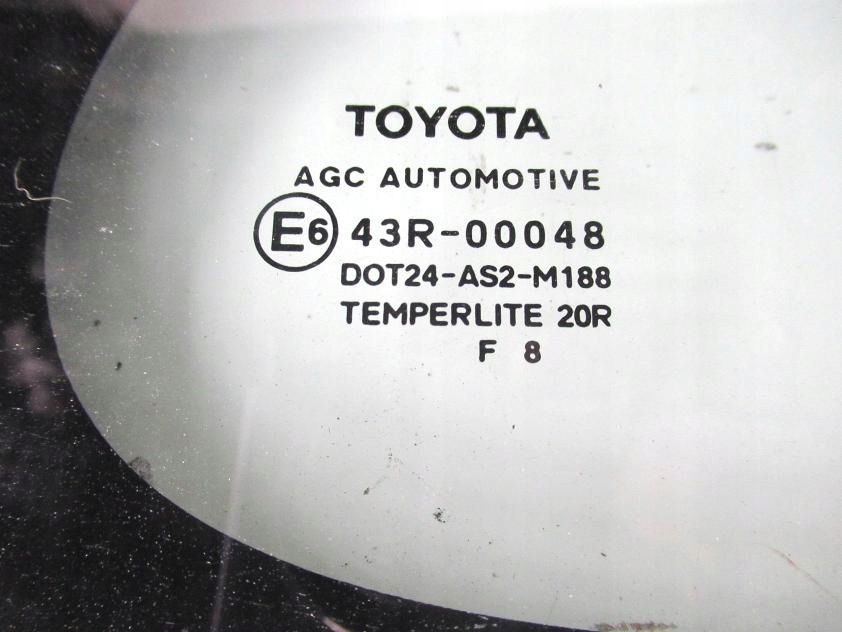 TOYOTA
AGC AUTOMOTIVE
E6 43R-00048
DOT24-AS2-M188
TEMPERLITE 20R
F 8